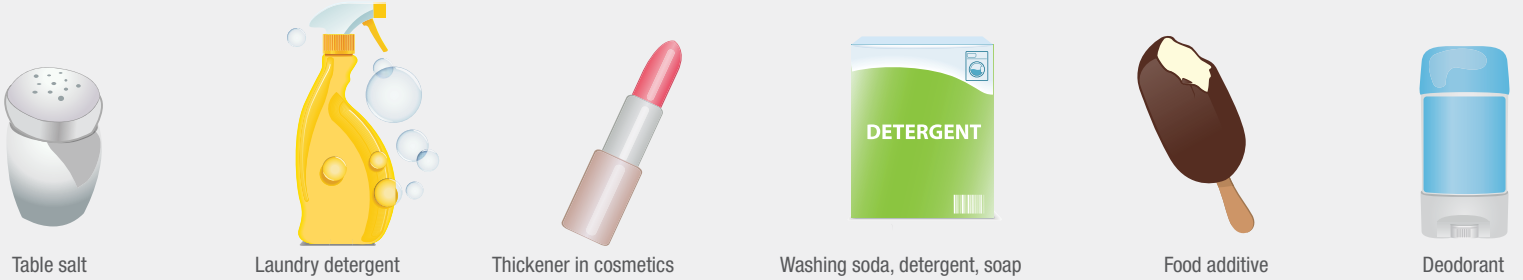 DETERGENT
Table salt
Laundry detergent
Thickener in cosmetics
Washing soda, detergent, soap
Food additive
Deodorant